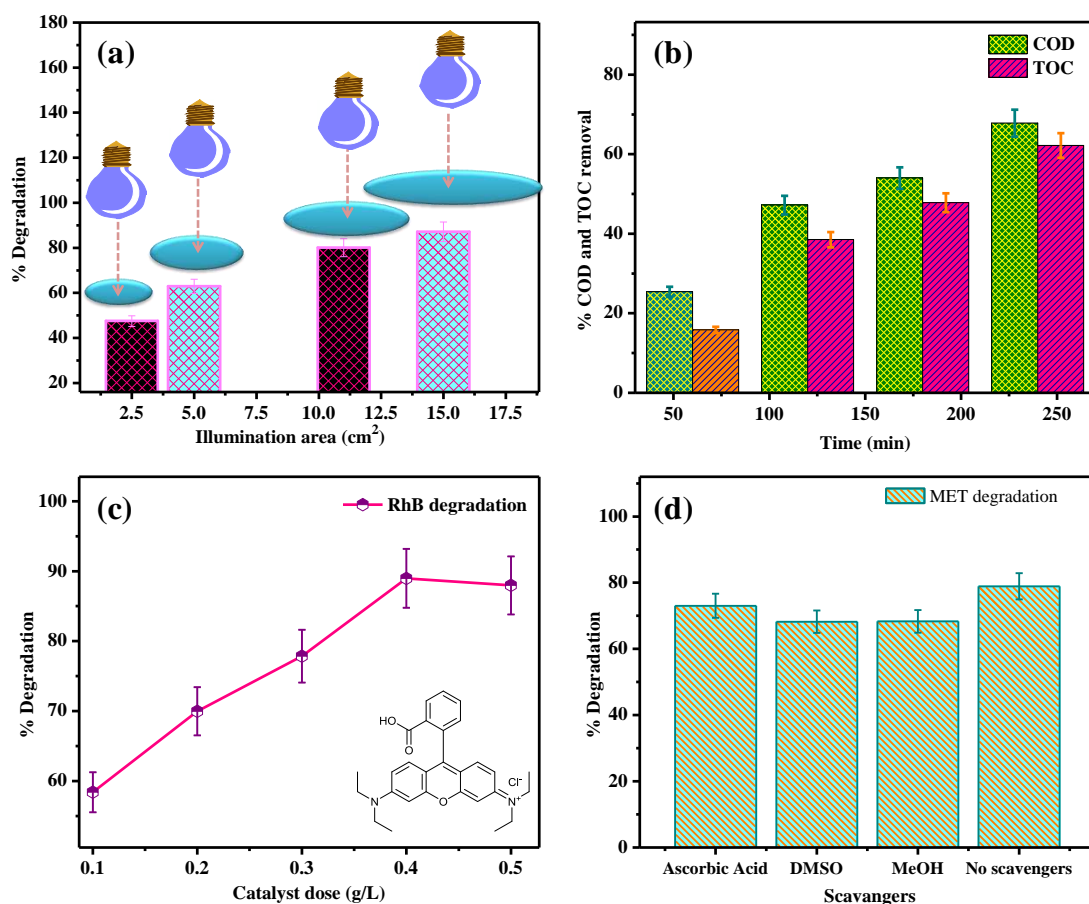 (a)
180
160
140
120
100
80
60
40
20
% Degradation
2.5 5.0 7.5 10.0 12.5 15.0 17.5
Illumination area (cm²)
(b)
COD
TOC
80
60
40
20
0
% COD and TOC removal
50 100 150 200 250
Time (min)
(c)
RhB degradation
100
90
80
70
60
% Degradation
HO
O
Cl⁻
N
O
N⁺
0.1 0.2 0.3 0.4 0.5
Catalyst dose (g/L)
(d)
MET degradation
100
80
60
40
20
0
% Degradation
Ascorbic Acid DMSO MeOH No scavengers
Scavangers